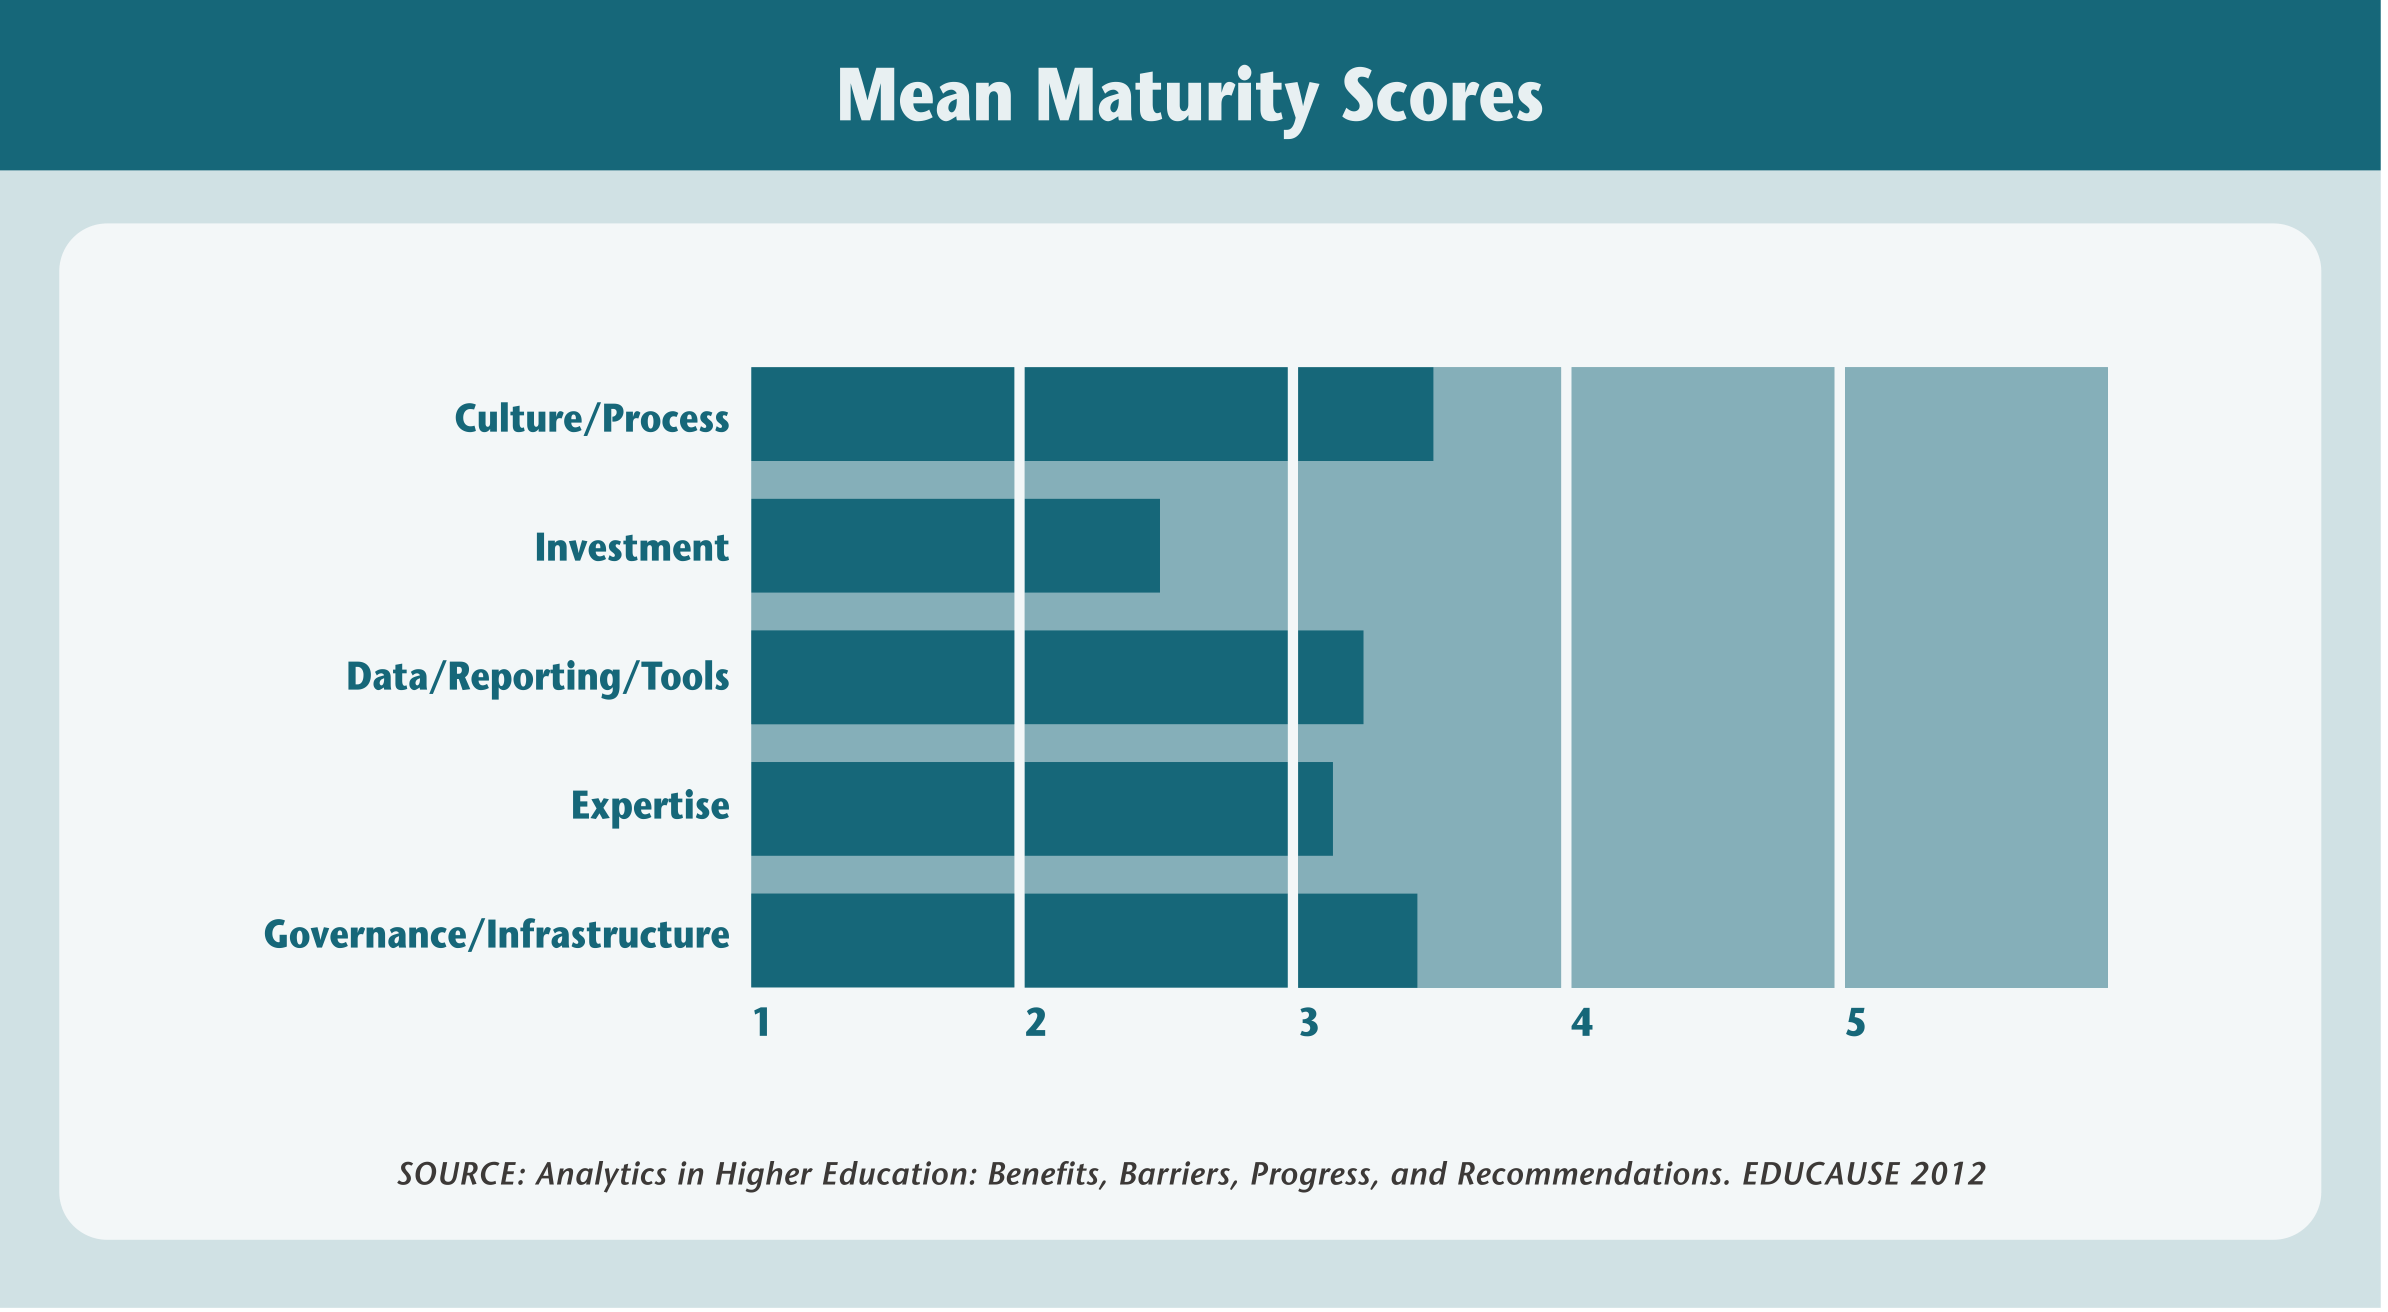 Mean Maturity Scores
Culture/Process
Investment
Data/Reporting/Tools
Expertise
Governance/Infrastructure
1 2 3 4 5
SOURCE: Analytics in Higher Education: Benefits, Barriers, Progress, and Recommendations. EDUCAUSE 2012